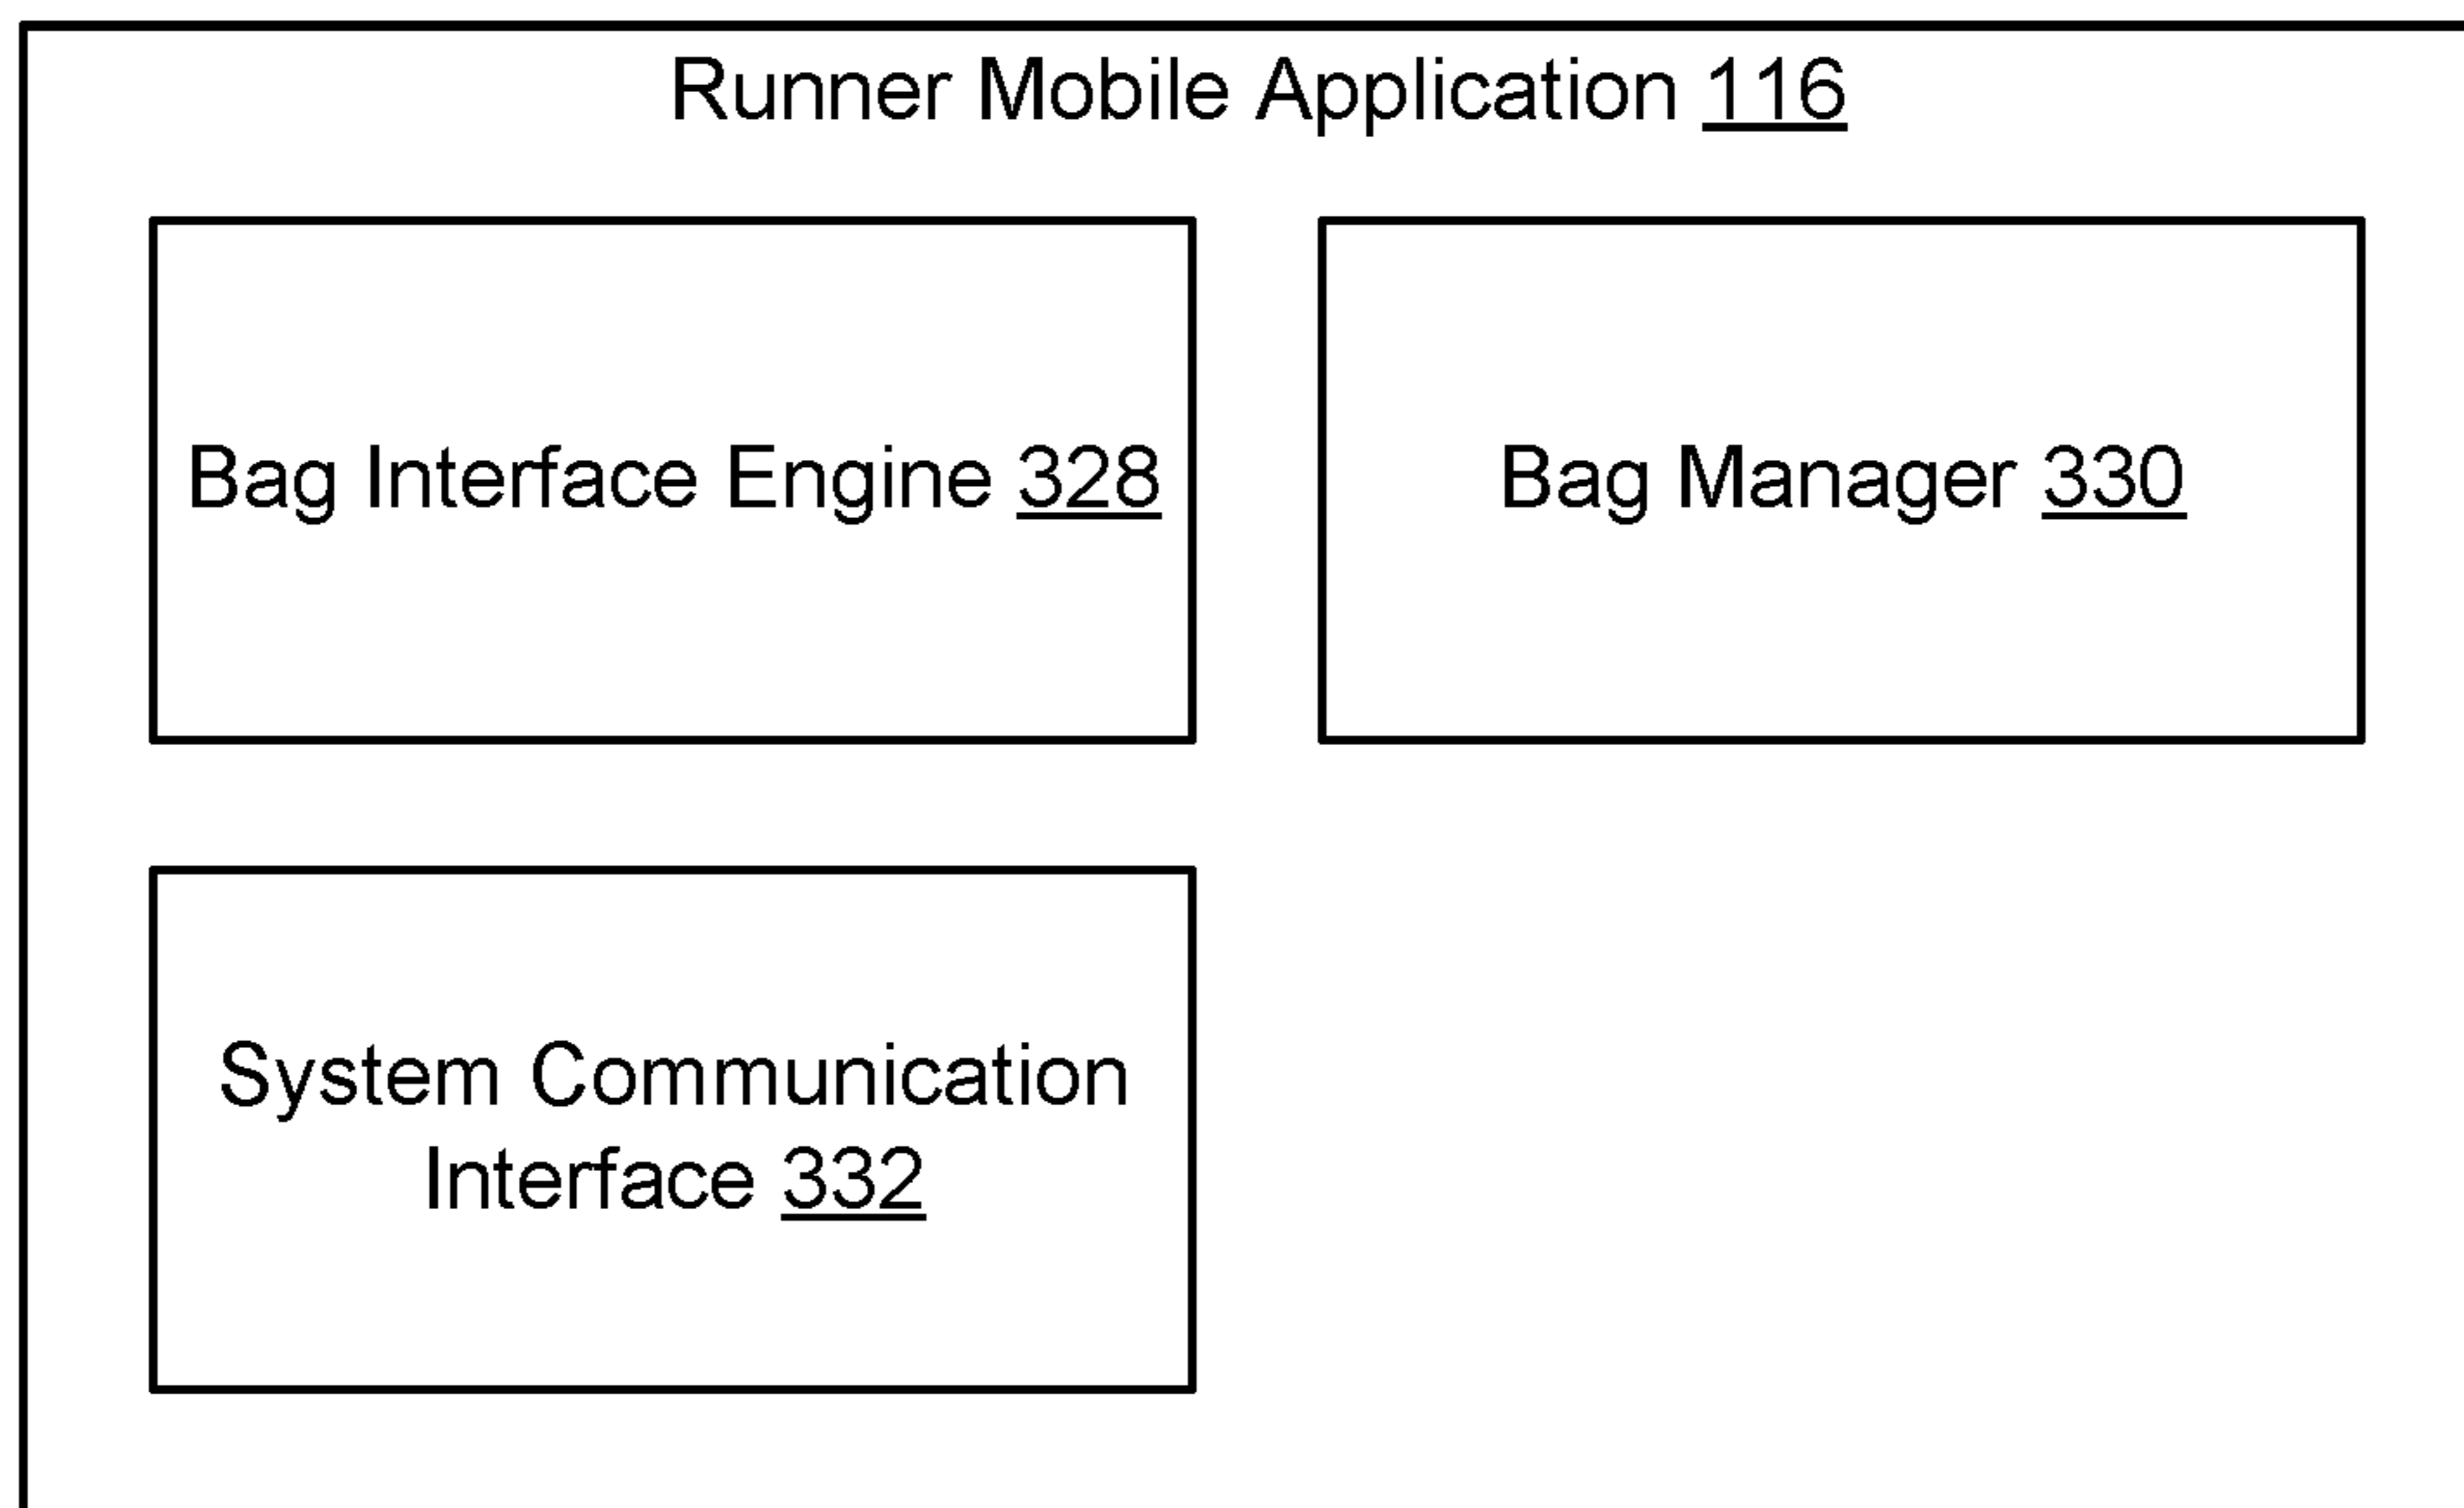 Runner Mobile Application 116
Bag Interface Engine 328
Bag Manager 330
System Communication
Interface 332